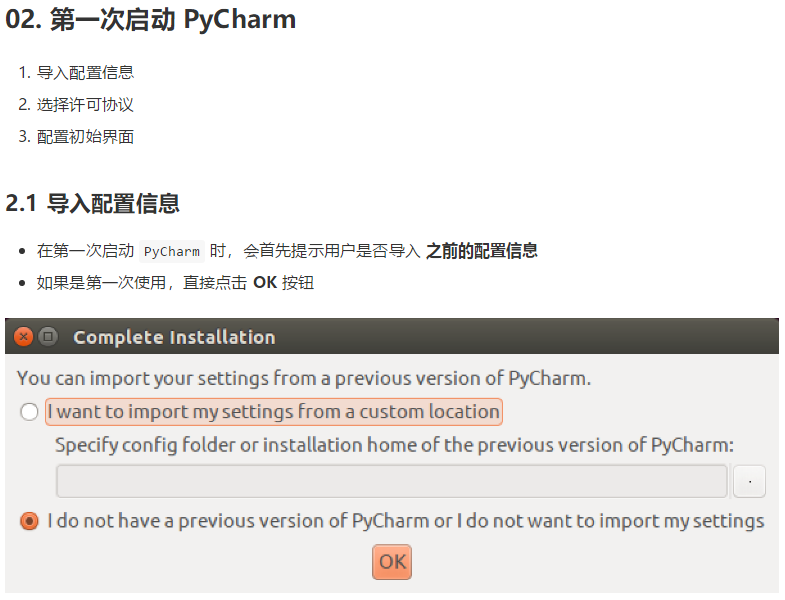 02. 第一次启动 PyCharm
1. 导入配置信息
2. 选择许可协议
3. 配置初始界面
2.1 导入配置信息
• 在第一次启动 PyCharm 时，会首先提示用户是否导入 之前的配置信息
• 如果是第一次使用，直接点击 OK 按钮
Complete Installation
You can import your settings from a previous version of PyCharm.
I want to import my settings from a custom location
Specify config folder or installation home of the previous version of PyCharm:
.
I do not have a previous version of PyCharm or I do not want to import my settings
OK